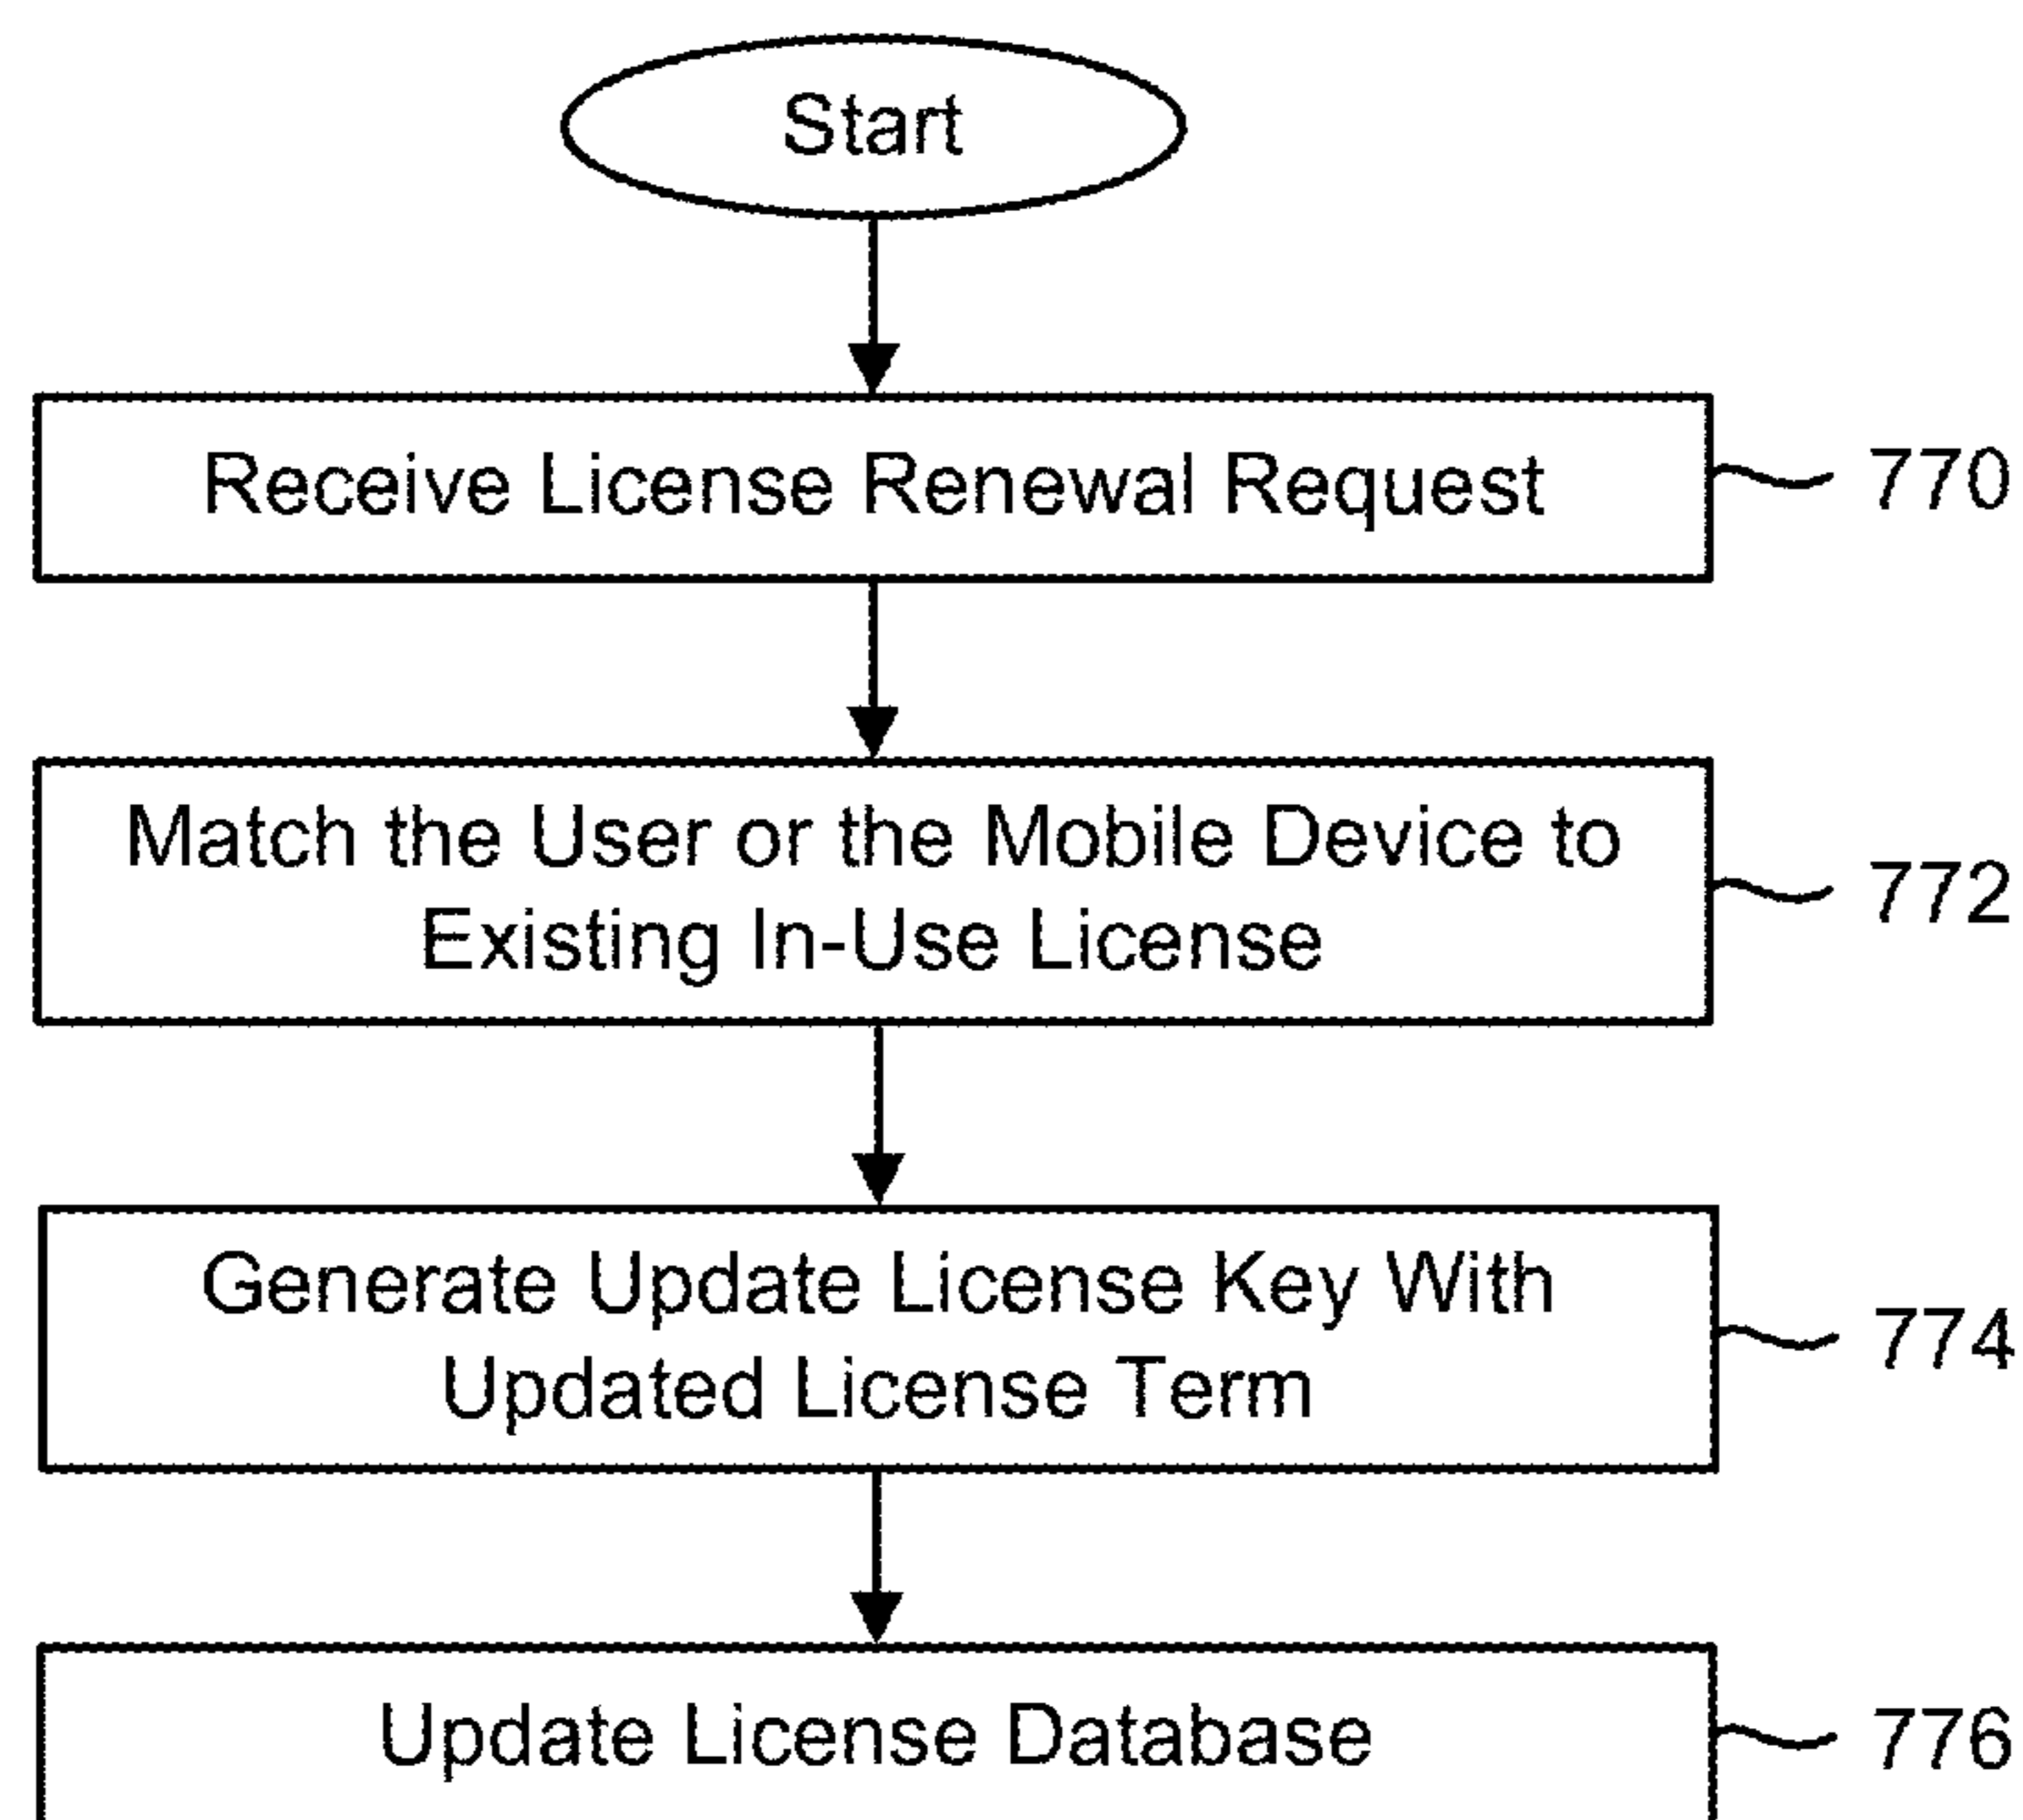 Start
Receive License Renewal Request
770
Match the User or the Mobile Device to
Existing In-Use License
772
Generate Update License Key With
Updated License Term
774
Update License Database
776